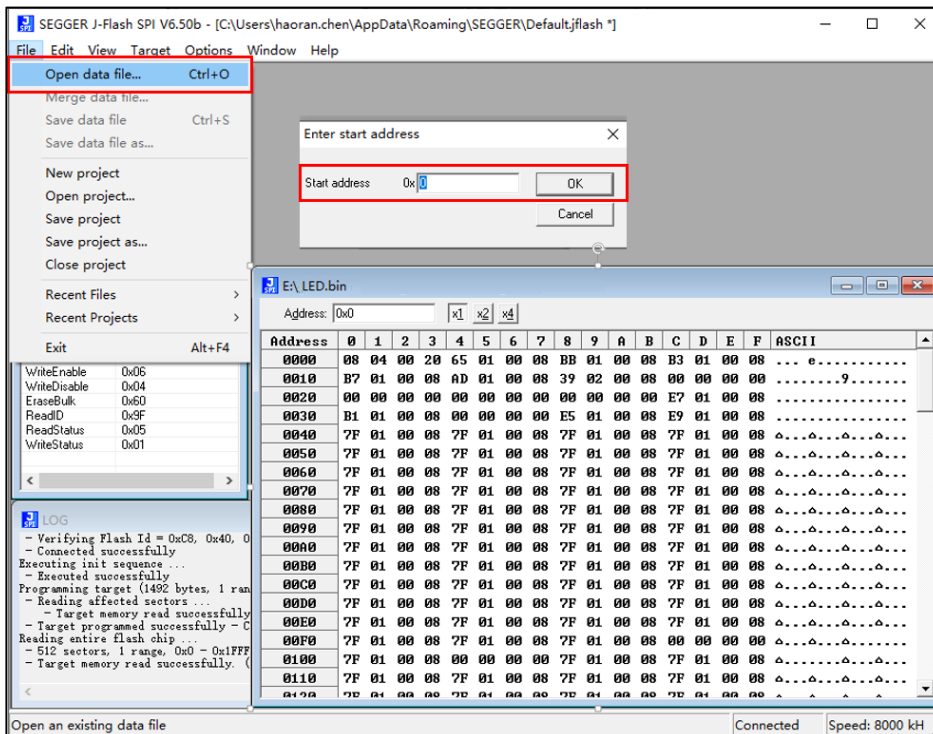 SEGGER J-Flash SPI V6.50b - [C:\Users\haoran.chen\AppData\Roaming\SEGGER\Default.jflash *]
File Edit View Target Options Window Help
Open data file... Ctrl+O
Merge data file...
Save data file Ctrl+S
Save data file as...
New project
Open project...
Save project
Save project as...
Close project
Recent Files >
Recent Projects >
Exit Alt+F4
Enter start address
Start address 0x 0 OK
Cancel
WriteEnable 0x06
WriteDisable 0x04
EraseBulk 0x60
ReadID 0x9F
ReadStatus 0x05
WriteStatus 0x01
LOG
- Verifying Flash Id = 0xC8, 0x40, 0
- Connected successfully
Executing init sequence ...
- Executed successfully
Programming target (1492 bytes, 1 ran
- Reading affected sectors ...
- Target memory read successfully
- Target programmed successfully - C
Reading entire flash chip ...
- 512 sectors, 1 range, 0x0 - 0x1FFF
- Target memory read successfully. (
E:\ LED.bin
Address: 0x0 x1 x2 x4
Address 0 1 2 3 4 5 6 7 8 9 A B C D E F ASCII
0000 08 04 00 20 65 01 00 08 BB 01 00 08 B3 01 00 08 ... e...........
0010 B7 01 00 08 AD 01 00 08 39 02 00 08 00 00 00 00 ........9.......
0020 00 00 00 00 00 00 00 00 00 00 00 00 E7 01 00 08 ................
0030 B1 01 00 08 00 00 00 00 E5 01 00 08 E9 01 00 08 ................
0040 7F 01 00 08 7F 01 00 08 7F 01 00 08 7F 01 00 08 ⌂...⌂...⌂...⌂...
0050 7F 01 00 08 7F 01 00 08 7F 01 00 08 7F 01 00 08 ⌂...⌂...⌂...⌂...
0060 7F 01 00 08 7F 01 00 08 7F 01 00 08 7F 01 00 08 ⌂...⌂...⌂...⌂...
0070 7F 01 00 08 7F 01 00 08 7F 01 00 08 7F 01 00 08 ⌂...⌂...⌂...⌂...
0080 7F 01 00 08 7F 01 00 08 7F 01 00 08 7F 01 00 08 ⌂...⌂...⌂...⌂...
0090 7F 01 00 08 7F 01 00 08 7F 01 00 08 7F 01 00 08 ⌂...⌂...⌂...⌂...
00A0 7F 01 00 08 7F 01 00 08 7F 01 00 08 7F 01 00 08 ⌂...⌂...⌂...⌂...
00B0 7F 01 00 08 7F 01 00 08 7F 01 00 08 7F 01 00 08 ⌂...⌂...⌂...⌂...
00C0 7F 01 00 08 7F 01 00 08 7F 01 00 08 7F 01 00 08 ⌂...⌂...⌂...⌂...
00D0 7F 01 00 08 7F 01 00 08 7F 01 00 08 7F 01 00 08 ⌂...⌂...⌂...⌂...
00E0 7F 01 00 08 7F 01 00 08 7F 01 00 08 7F 01 00 08 ⌂...⌂...⌂...⌂...
00F0 7F 01 00 08 7F 01 00 08 7F 01 00 08 00 00 00 00 ⌂...⌂...⌂.......
0100 7F 01 00 08 00 00 00 00 7F 01 00 08 7F 01 00 08 ⌂.......⌂...⌂...
0110 7F 01 00 08 7F 01 00 08 7F 01 00 08 7F 01 00 08 ⌂...⌂...⌂...⌂...
Open an existing data file
Connected Speed: 8000 kH